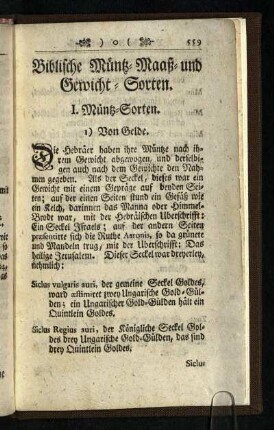 ) o ( 559
Biblische Müntz-Maaß- und
Gewicht-Sorten.
I. Müntz-Sorten.
1) Von Gelde.
Die Hebräer haben ihre Müntze nach ih-
rem Gewicht abgewogen, und derselbi-
gen auch nach dem Gewichte den Nah-
men gegeben. Als der Seckel, dieses war ein
Gewicht mit einem Gepräge auf beyden Sei-
ten; auf der einen Seiten stund ein Gefäß wie
ein Kelch, darinnen das Manna oder Himmel-
Brodt war, mit der Hebräischen Uberschrifft:
Ein Seckel Israels; auf der andern Seiten
præsentirte sich die Ruthe Aaronis, so da grünete
und Mandeln trug, mit der Uberschrifft: Das
heilige Jerusalem. Dieser Seckel war dreyerley,
nehmlich:
Siclus vulgaris auri, der gemeine Seckel Goldes,
ward æstimiret zwey Ungarische Gold-Gül-
den; ein Ungarischer Gold-Gülden hält ein
Quintlein Goldes.
Siclus Regius auri, der Königliche Seckel Gol-
des drey Ungarische Gold-Gülden, das sind
drey Quintlein Goldes.
Siclus